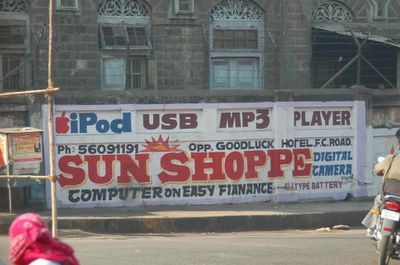 iPod USB MP3 PLAYER
Ph: 56091191 Opp. GOODLUCK HOTEL. F.C. ROAD.
SUN SHOPPE DIGITAL CAMERA
COMPUTER ON EASY FIANANCE ALLTYPE BATTERY